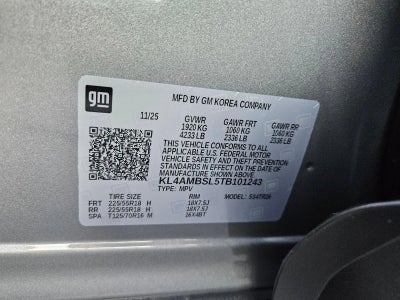 gm
MFD BY GM KOREA COMPANY
11/25 GVWR GAWR FRT GAWR RR
1920 KG 1060 KG 1060 KG
4233 LB 2336 LB 2336 LB
THIS VEHICLE CONFORMS TO ALL
APPLICABLE U.S. FEDERAL MOTOR
VEHICLE SAFETY AND THEFT PREVENTION
STANDARDS IN EFFECT ON THE DATE OF
MANUFACTURE SHOWN ABOVE
KL4AMBSL5TB101243
TYPE: MPV
TIRE SIZE RIM MODEL:
FRT 225/55R18 H 18X7.5J
RR 225/55R18 H 18X7.5J
SPA T125/70R16 M 16X4BT